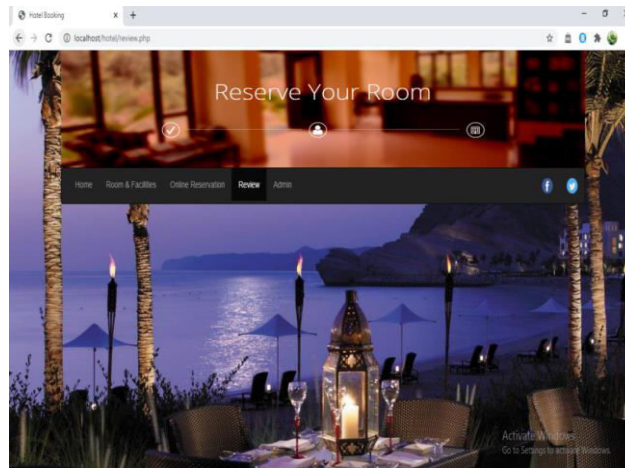 Hotel Booking
localhost/hotel/review.php
Reserve Your Room
Home Room & Facilities Online Reservation Review Admin
Activate Windows
Go to Settings to activate Windows.